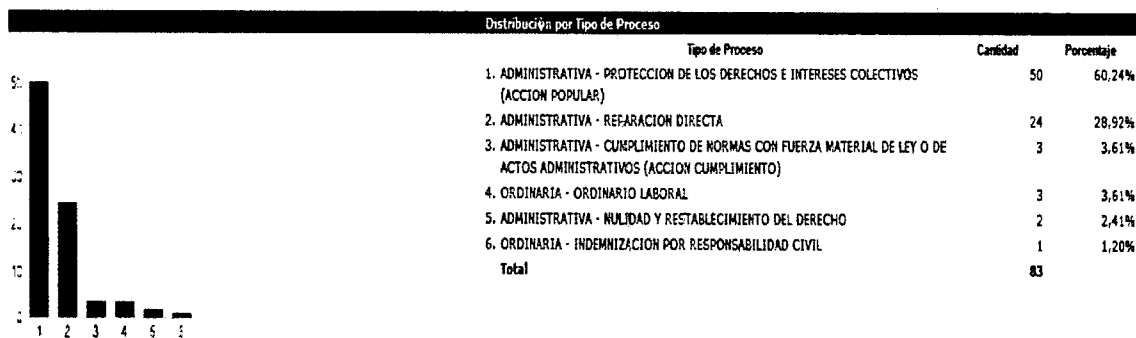 Distribución por Tipo de Proceso
Tipo de Proceso Cantidad Porcentaje
1. ADMINISTRATIVA - PROTECCION DE LOS DERECHOS E INTERESES COLECTIVOS 50 60,24%
(ACCION POPULAR)
2. ADMINISTRATIVA - REPARACION DIRECTA 24 28,92%
3. ADMINISTRATIVA - CUMPLIMIENTO DE NORMAS CON FUERZA MATERIAL DE LEY O DE 3 3,61%
ACTOS ADMINISTRATIVOS (ACCION CUMPLIMIENTO)
4. ORDINARIA - ORDINARIO LABORAL 3 3,61%
5. ADMINISTRATIVA - NULIDAD Y RESTABLECIMIENTO DEL DERECHO 2 2,41%
6. ORDINARIA - INDEMNIZACION POR RESPONSABILIDAD CIVIL 1 1,20%
Total 83
10
1 2 3 4 5